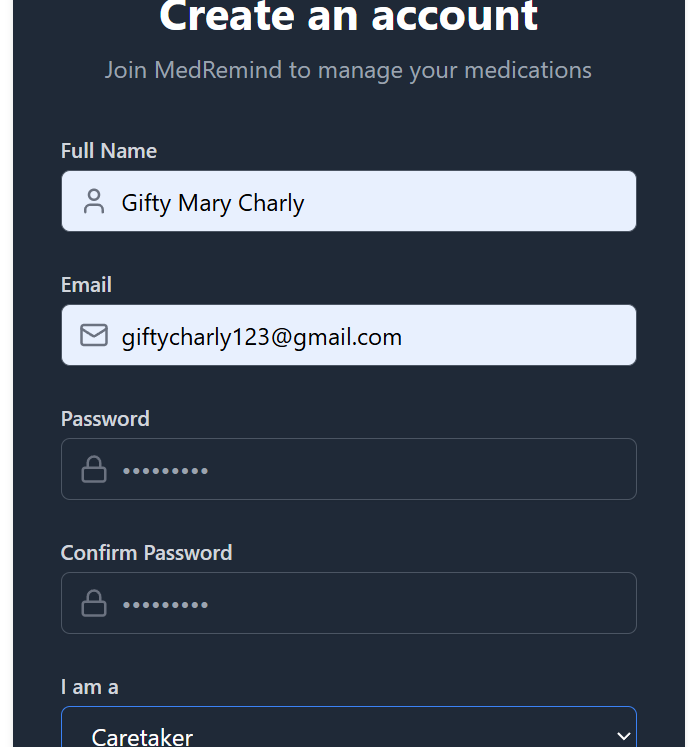 Create an account
Join MedRemind to manage your medications
Full Name
Gifty Mary Charly
Email
giftycharly123@gmail.com
Password
•••••••••
Confirm Password
•••••••••
I am a
Caretaker